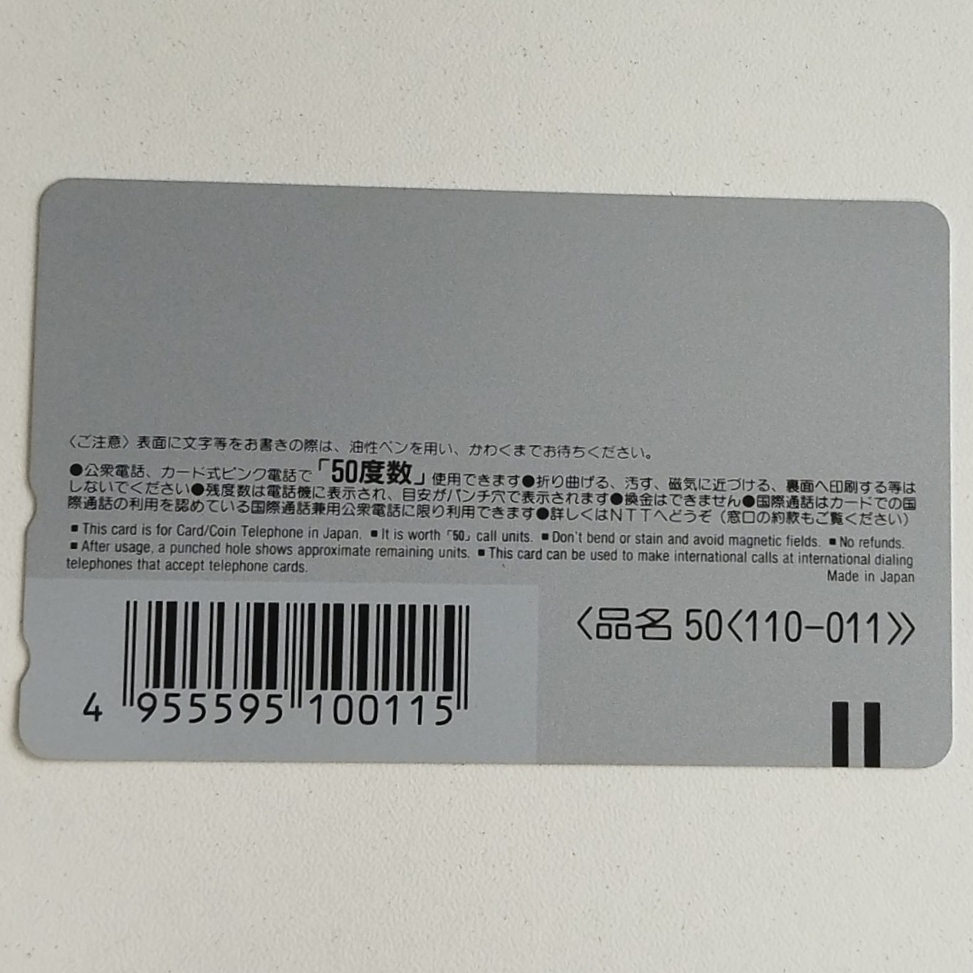 〈ご注意〉表面に文字等をお書きの際は、油性ペンを用い、かわくまでお待ちください。
●公衆電話、カード式ピンク電話で「50度数」使用できます●折り曲げる、汚す、磁気に近づける、裏面へ印刷する等は
しないでください●残度数は電話機に表示され、目安がパンチ穴で表示されます●換金はできません●国際通話はカードでの国
際通話の利用を認めている国際通話兼用公衆電話に限り利用できます●詳しくはNTTへどうぞ（窓口の約款もご覧ください）
■This card is for Card/Coin Telephone in Japan. ■It is worth「50」call units. ■Don't bend or stain and avoid magnetic fields. ■No refunds.
■After usage, a punched hole shows approximate remaining units. ■This card can be used to make international calls at international dialing
telephones that accept telephone cards.
Made in Japan
〈品名 50〈110-011〉〉
4 955595 100115